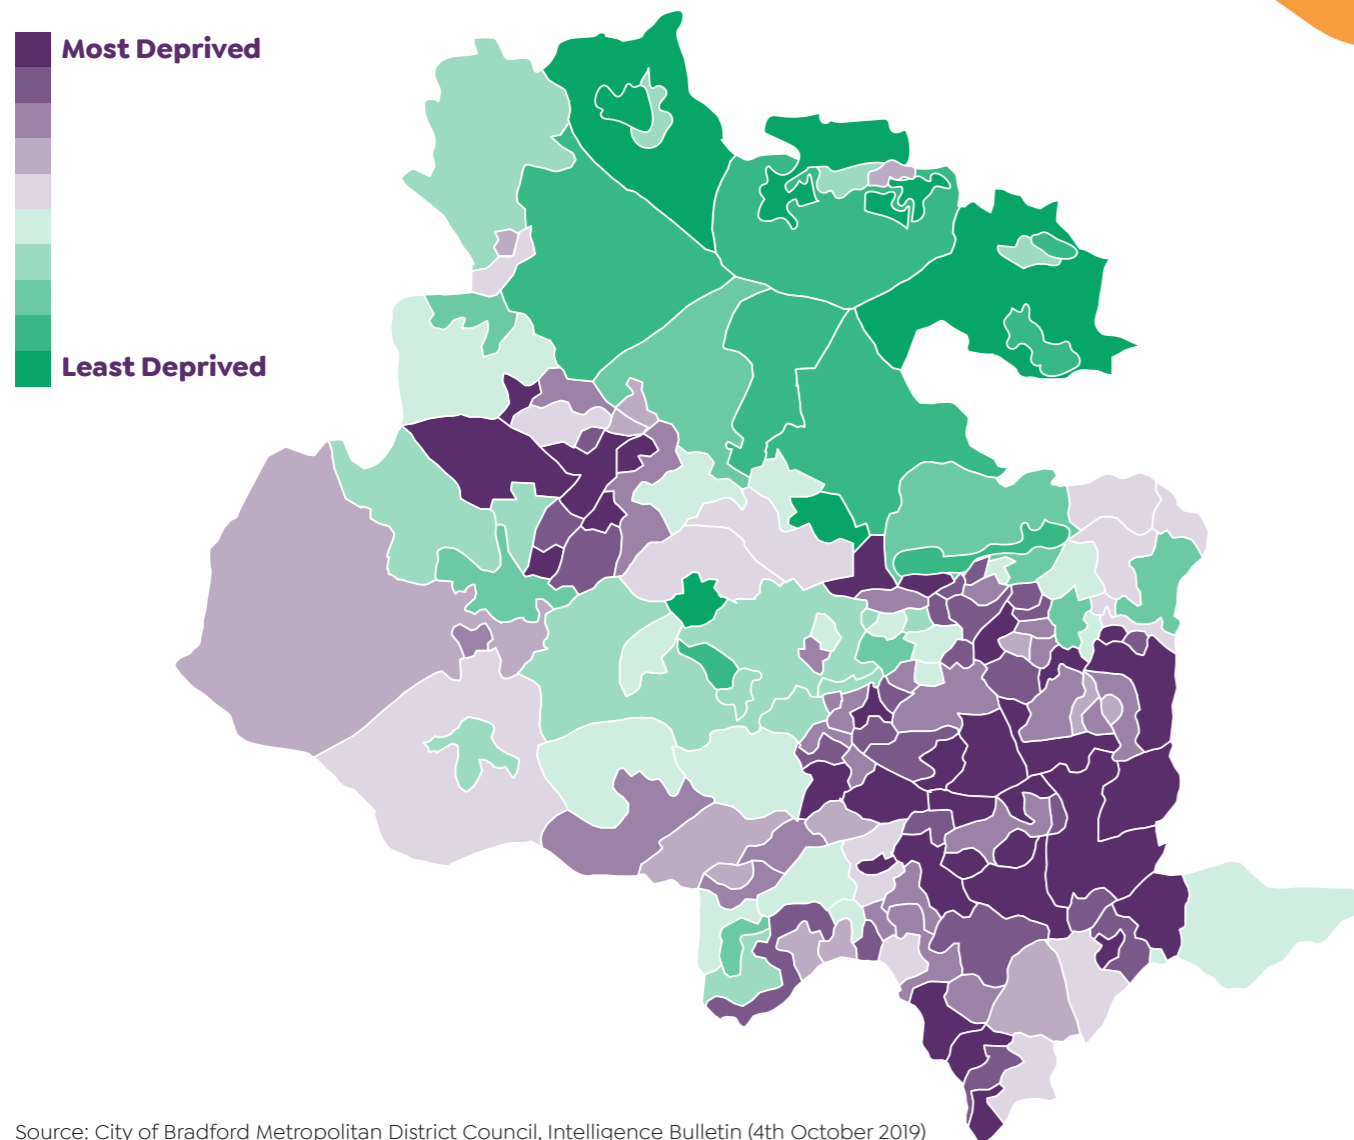 Most Deprived
Least Deprived
Source: City of Bradford Metropolitan District Council, Intelligence Bulletin (4th October 2019)